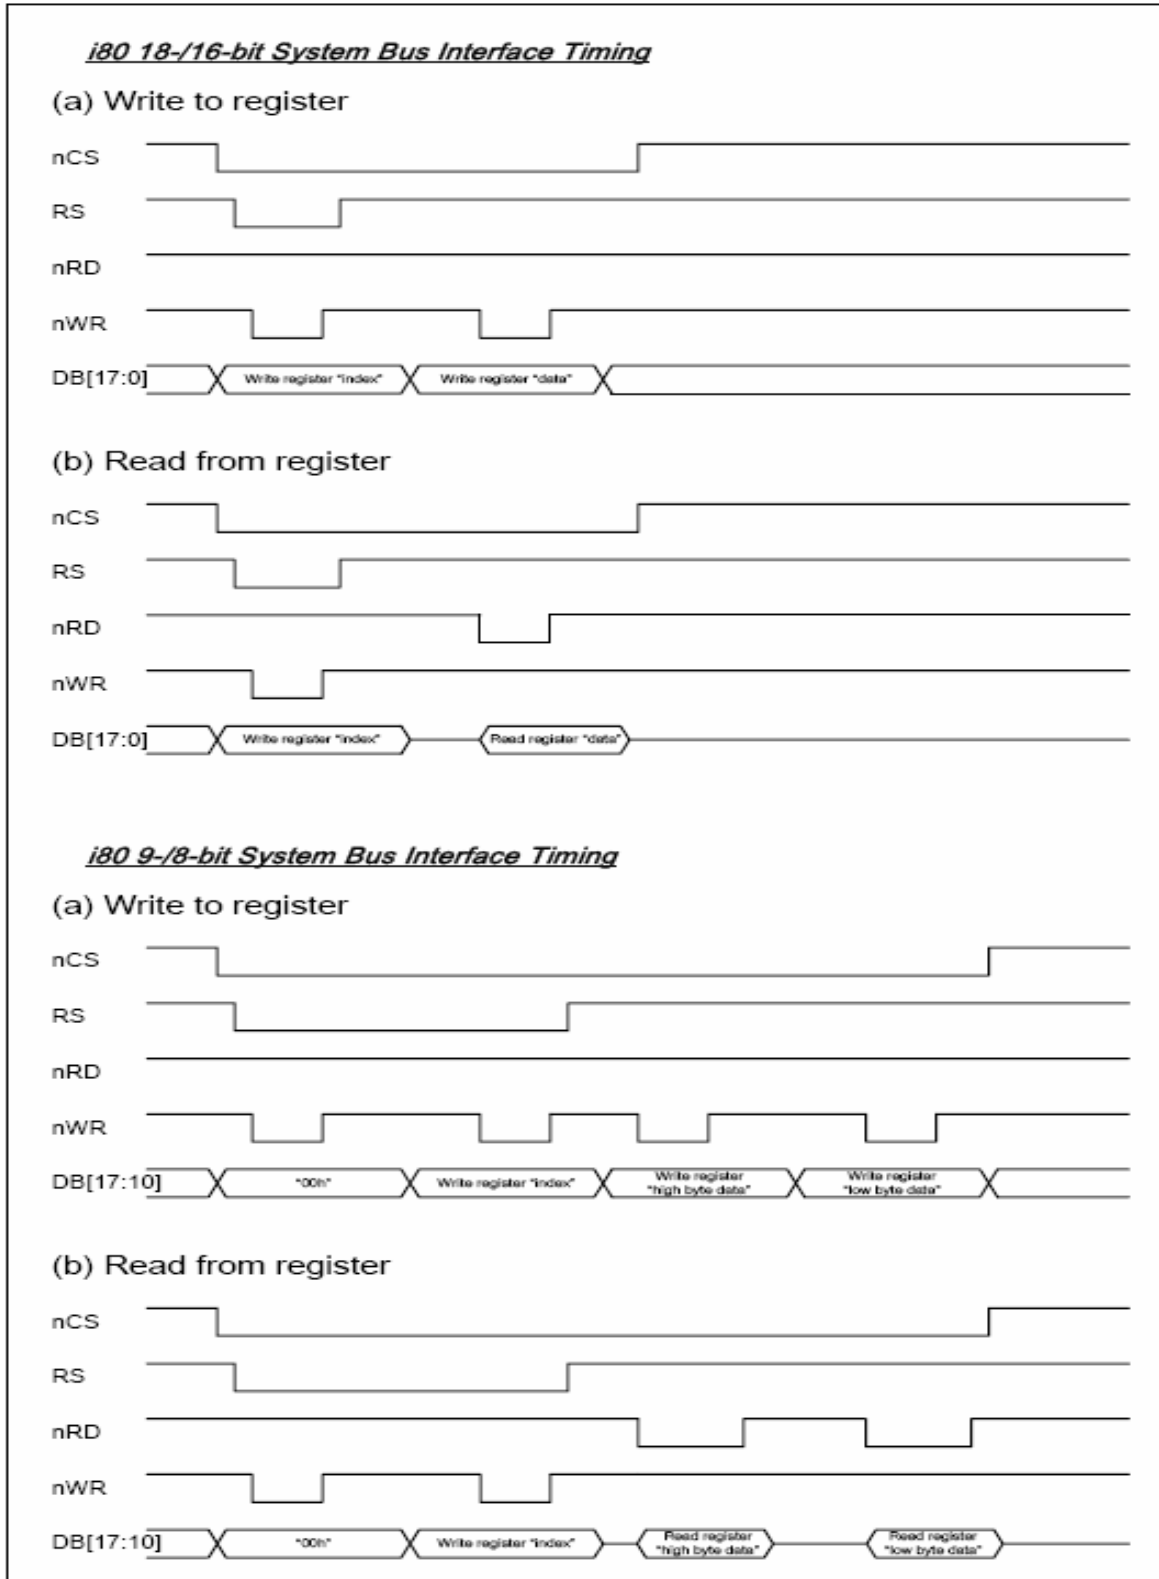 i80 18-/16-bit System Bus Interface Timing
(a) Write to register
nCS
RS
nRD
nWR
DB[17:0]
Write register "index"
Write register "data"
(b) Read from register
nCS
RS
nRD
nWR
DB[17:0]
Write register "index"
Read register "data"
i80 9-/8-bit System Bus Interface Timing
(a) Write to register
nCS
RS
nRD
nWR
DB[17:10]
"00h"
Write register "index"
Write register
"high byte data"
Write register
"low byte data"
(b) Read from register
nCS
RS
nRD
nWR
DB[17:10]
"00h"
Write register "index"
Read register
"high byte data"
Read register
"low byte data"